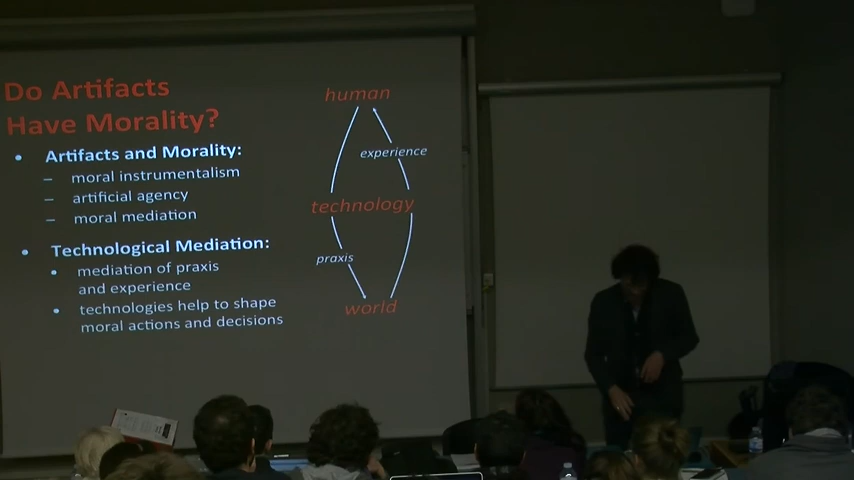 Do Artifacts
Have Morality?
• Artifacts and Morality:
– moral instrumentalism
– artificial agency
– moral mediation
• Technological Mediation:
• mediation of praxis
and experience
• technologies help to shape
moral actions and decisions
human
experience
technology
praxis
world